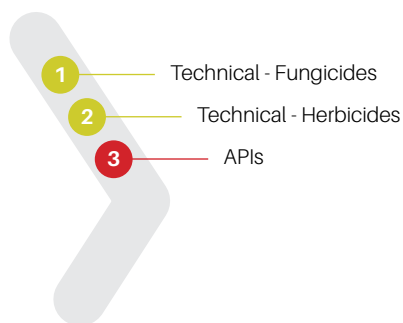 1 Technical - Fungicides
2 Technical - Herbicides
3 APIs